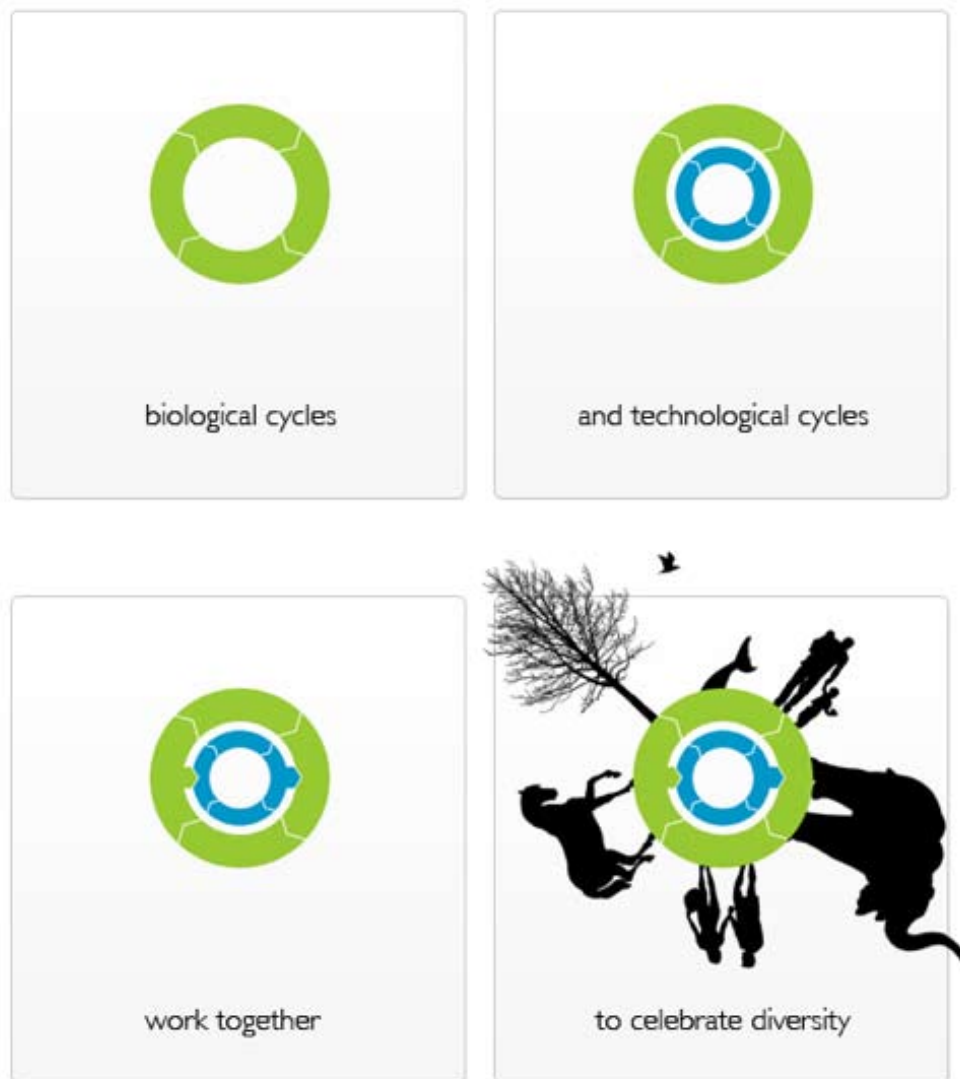 biological cycles
and technological cycles
work together
to celebrate diversity